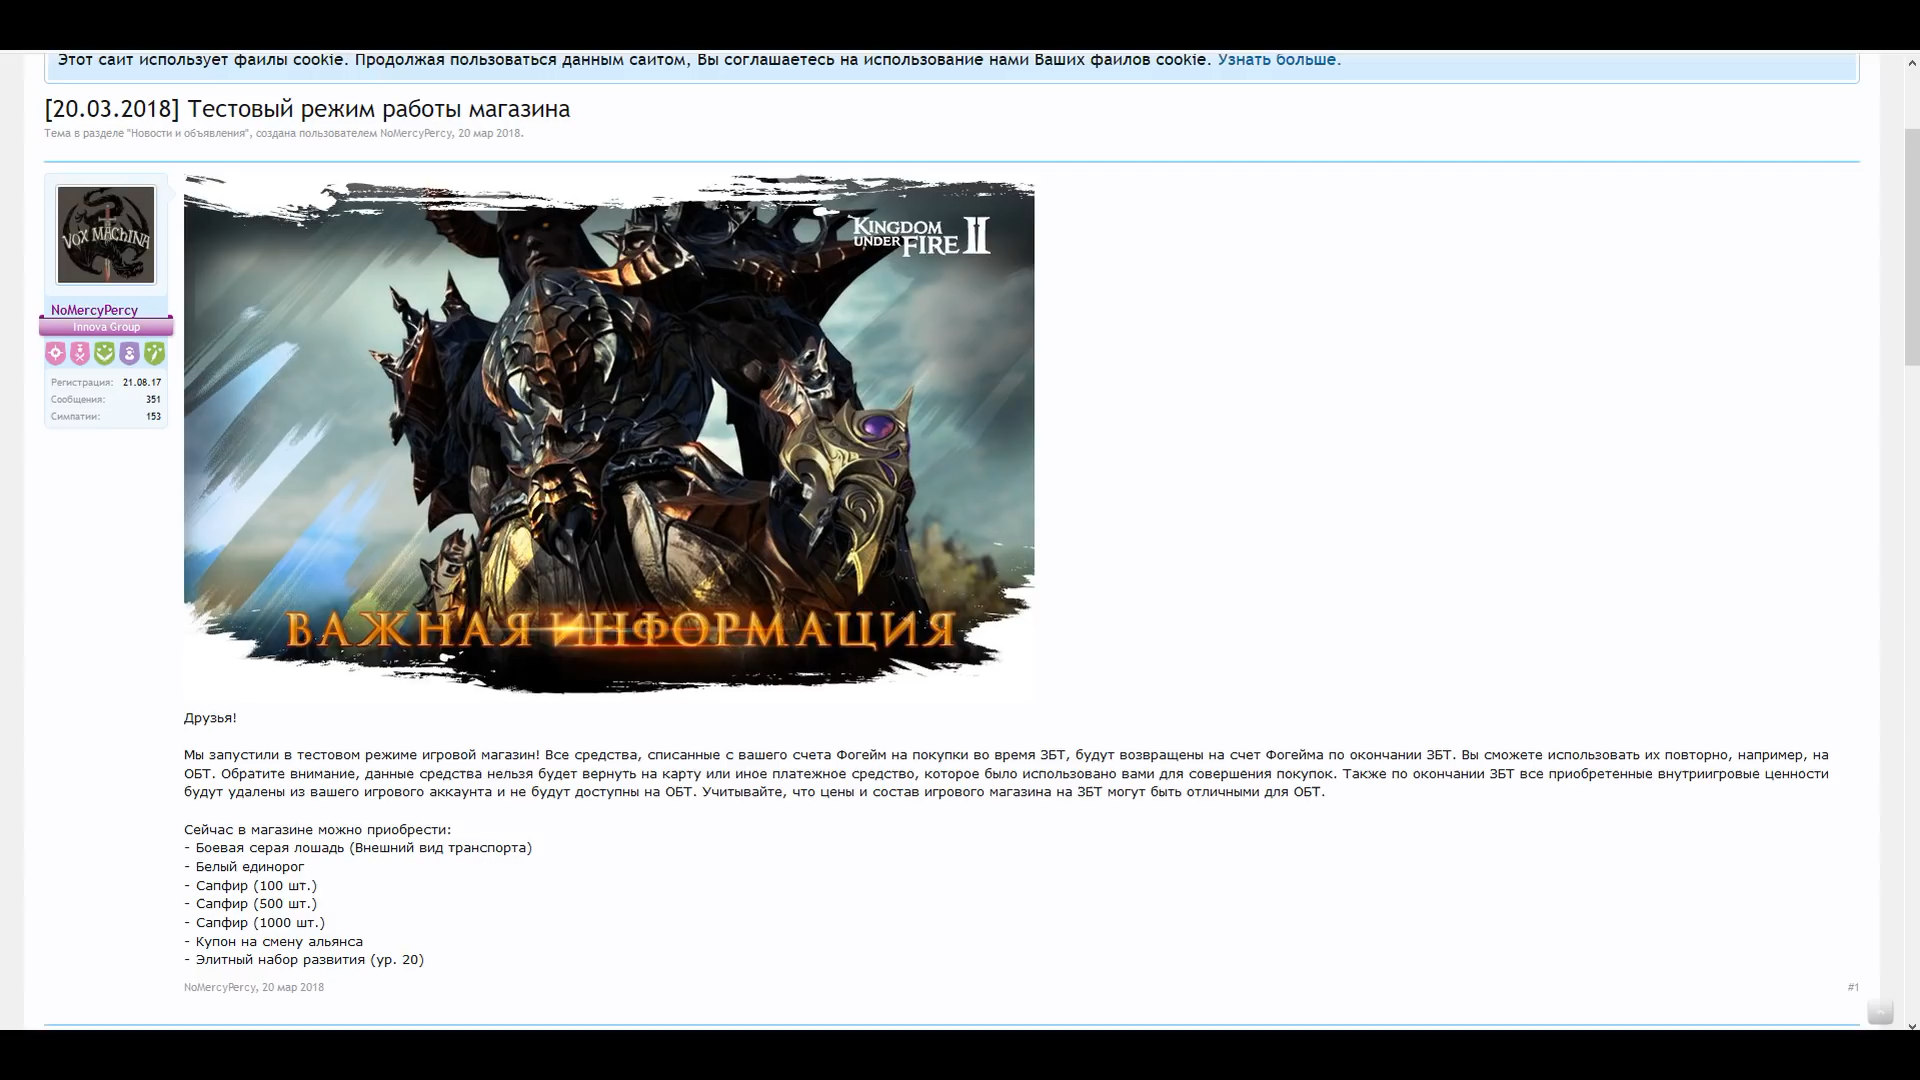 Этот сайт использует файлы cookie. Продолжая пользоваться данным сайтом, Вы соглашаетесь на использование нами Ваших файлов cookie. Узнать больше.
[20.03.2018] Тестовый режим работы магазина
Тема в разделе "Новости и объявления", создана пользователем NoMercyPercy, 20 мар 2018.
VOX MACHINA
NoMercyPercy
Innova Group
Регистрация: 21.08.17
Сообщения: 351
Симпатии: 153
KINGDOM UNDER FIRE II
ВАЖНАЯ ИНФОРМАЦИЯ
Друзья!
Мы запустили в тестовом режиме игровой магазин! Все средства, списанные с вашего счета Фогейм на покупки во время ЗБТ, будут возвращены на счет Фогейма по окончании ЗБТ. Вы сможете использовать их повторно, например, на
ОБТ. Обратите внимание, данные средства нельзя будет вернуть на карту или иное платежное средство, которое было использовано вами для совершения покупок. Также по окончании ЗБТ все приобретенные внутриигровые ценности
будут удалены из вашего игрового аккаунта и не будут доступны на ОБТ. Учитывайте, что цены и состав игрового магазина на ЗБТ могут быть отличными для ОБТ.
Сейчас в магазине можно приобрести:
- Боевая серая лошадь (Внешний вид транспорта)
- Белый единорог
- Сапфир (100 шт.)
- Сапфир (500 шт.)
- Сапфир (1000 шт.)
- Купон на смену альянса
- Элитный набор развития (ур. 20)
NoMercyPercy, 20 мар 2018
#1